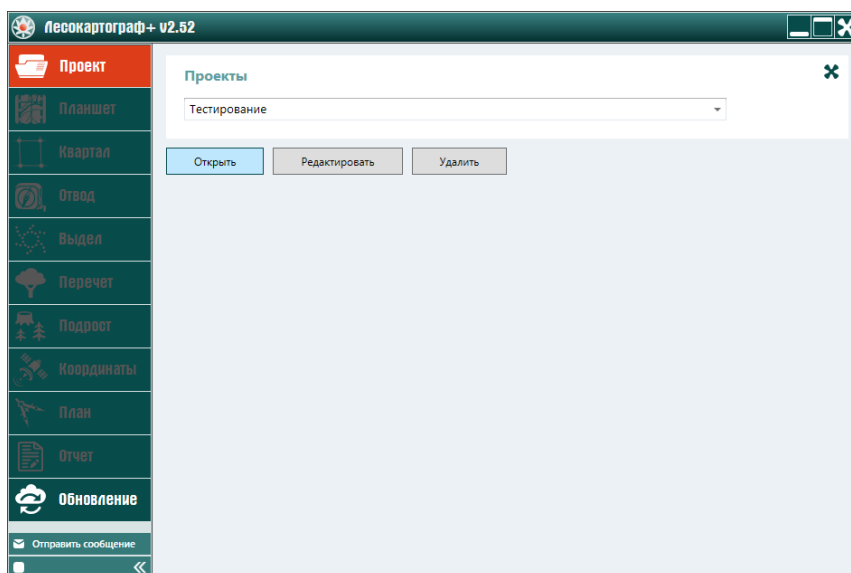 Лесокартограф+ v2.52
Проект
Планшет
Квартал
Отвод
Выдел
Перечет
Подрост
Координаты
План
Отчет
Обновление
Отправить сообщение
Проекты
Тестирование
Открыть Редактировать Удалить